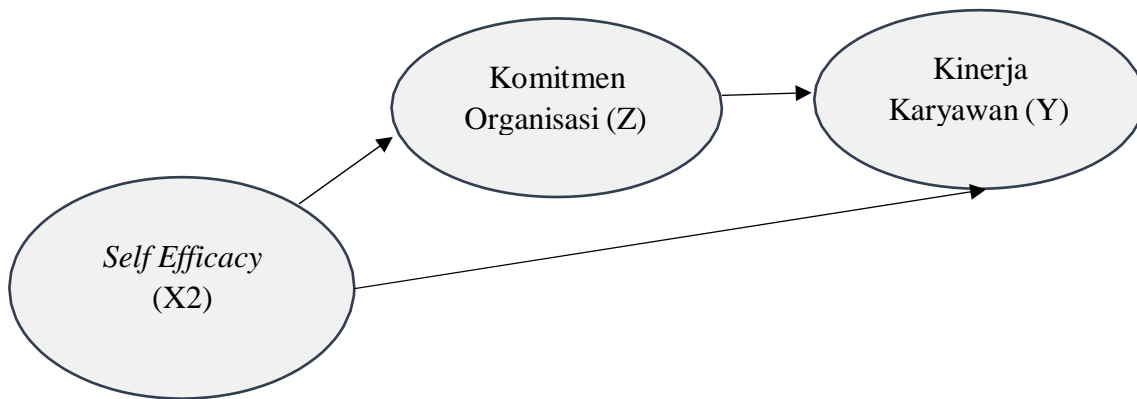 Komitmen
Organisasi (Z)
Kinerja
Karyawan (Y)
Self Efficacy
(X2)